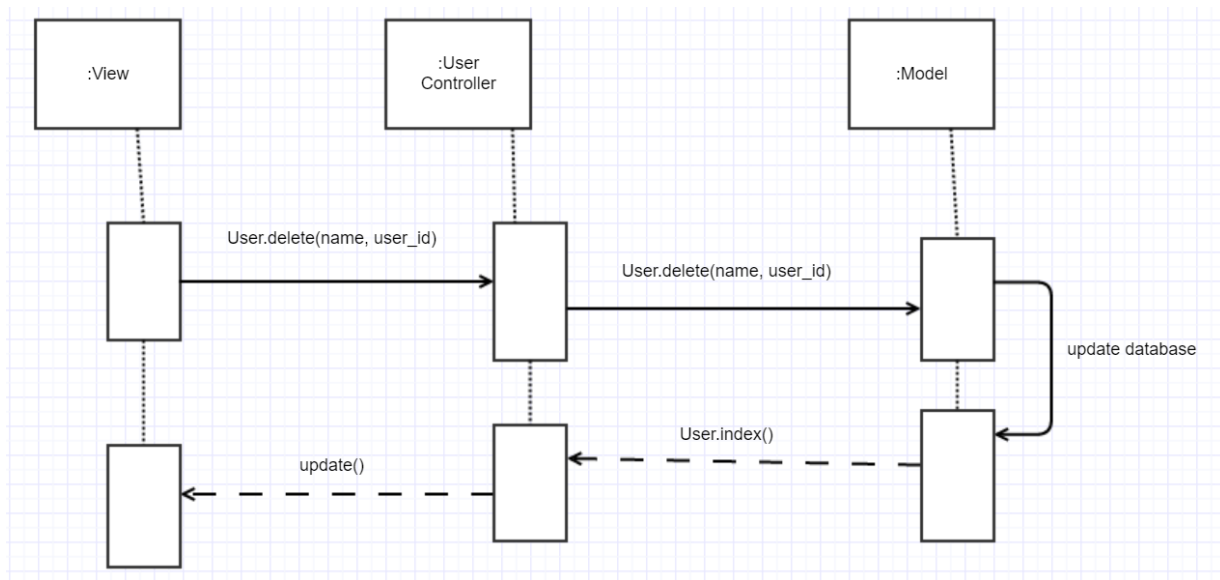 :View
:User
Controller
:Model
User.delete(name, user_id)
User.delete(name, user_id)
update database
User.index()
update()